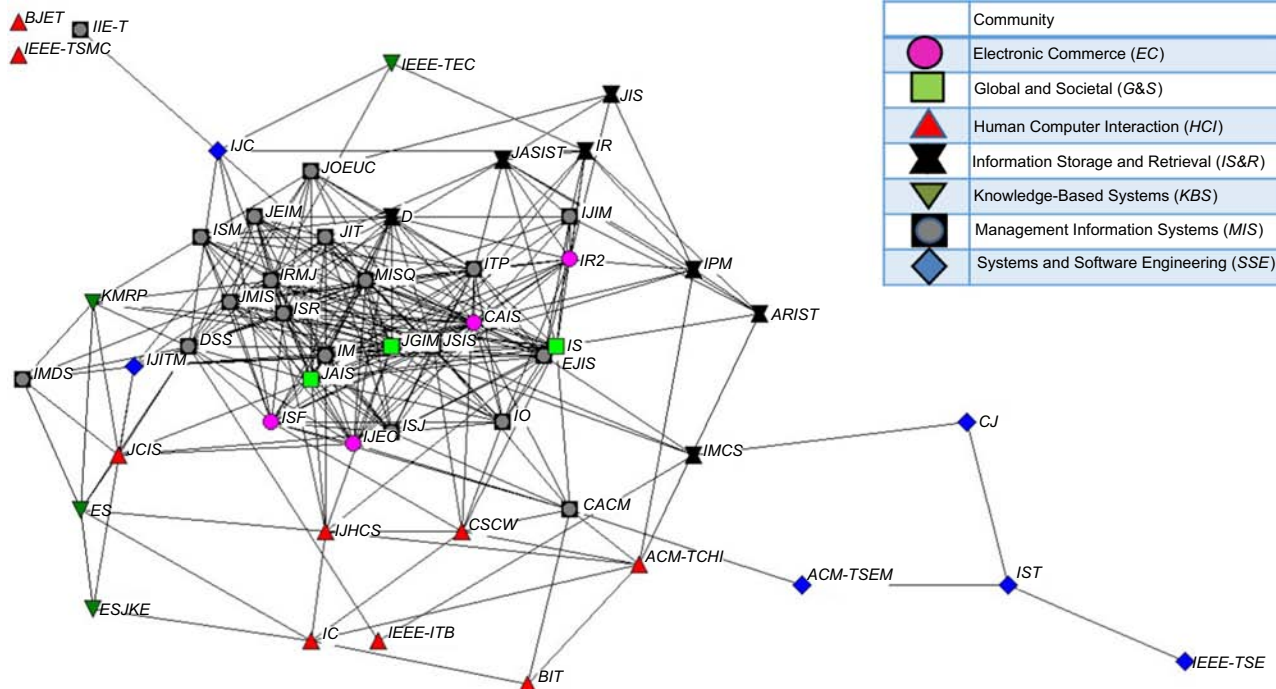 BJET
IIE-T
IEEE-TSMC
IEEE-TEC
JIS
IJC
JASIST
IR
JOEUC
JEIM
D
IJIM
ISM
JIT
IR2
IRMJ
MISQ
ITP
IPM
KMRP
JMIS
ISR
CAIS
ARIST
DSS
IJITM
IM
JGIM
JSIS
IS
EJIS
IMDS
JAIS
ISF
IJEC
ISJ
IO
CJ
JCIS
IMCS
ES
CACM
IJHCS
CSCW
ACM-TCHI
ACM-TSEM
IST
ESJKE
IC
IEEE-ITB
BIT
IEEE-TSE
Community
Electronic Commerce (EC)
Global and Societal (G&S)
Human Computer Interaction (HCI)
Information Storage and Retrieval (IS&R)
Knowledge-Based Systems (KBS)
Management Information Systems (MIS)
Systems and Software Engineering (SSE)